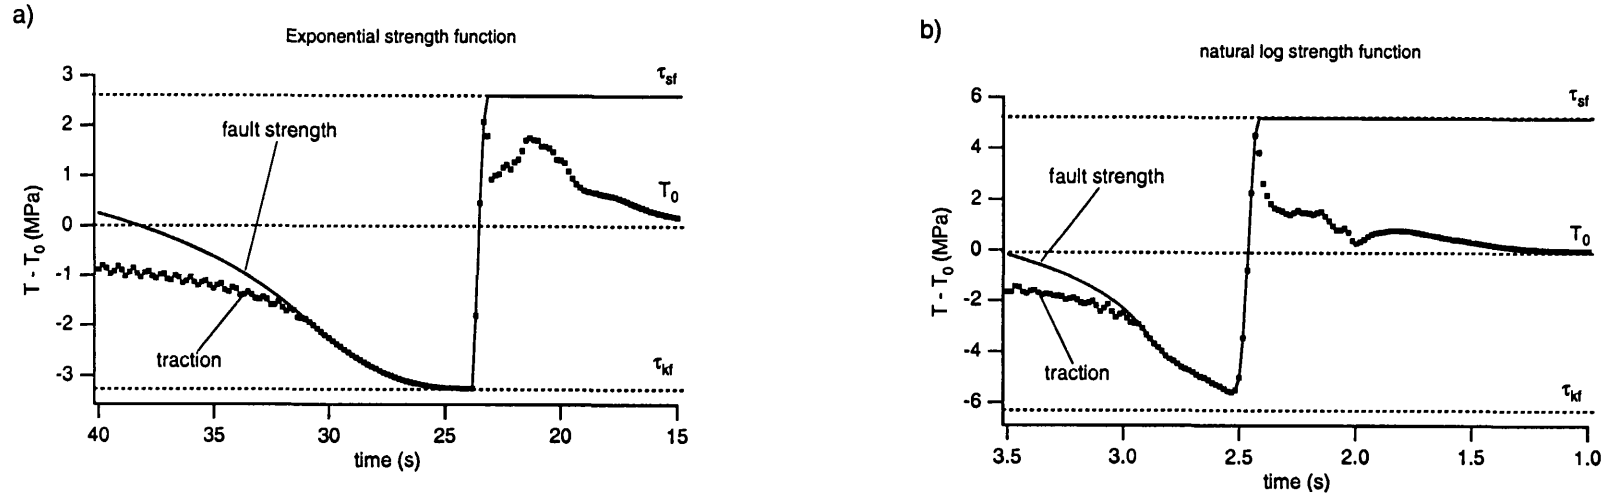 a)
Exponential strength function
3
2
1
0
-1
-2
-3
T - T₀ (MPa)
τsf
fault strength
T₀
traction
τkf
40 35 30 25 20 15
time (s)
b)
natural log strength function
6
4
2
0
-2
-4
-6
T - T₀ (MPa)
τsf
fault strength
T₀
traction
τkf
3.5 3.0 2.5 2.0 1.5 1.0
time (s)